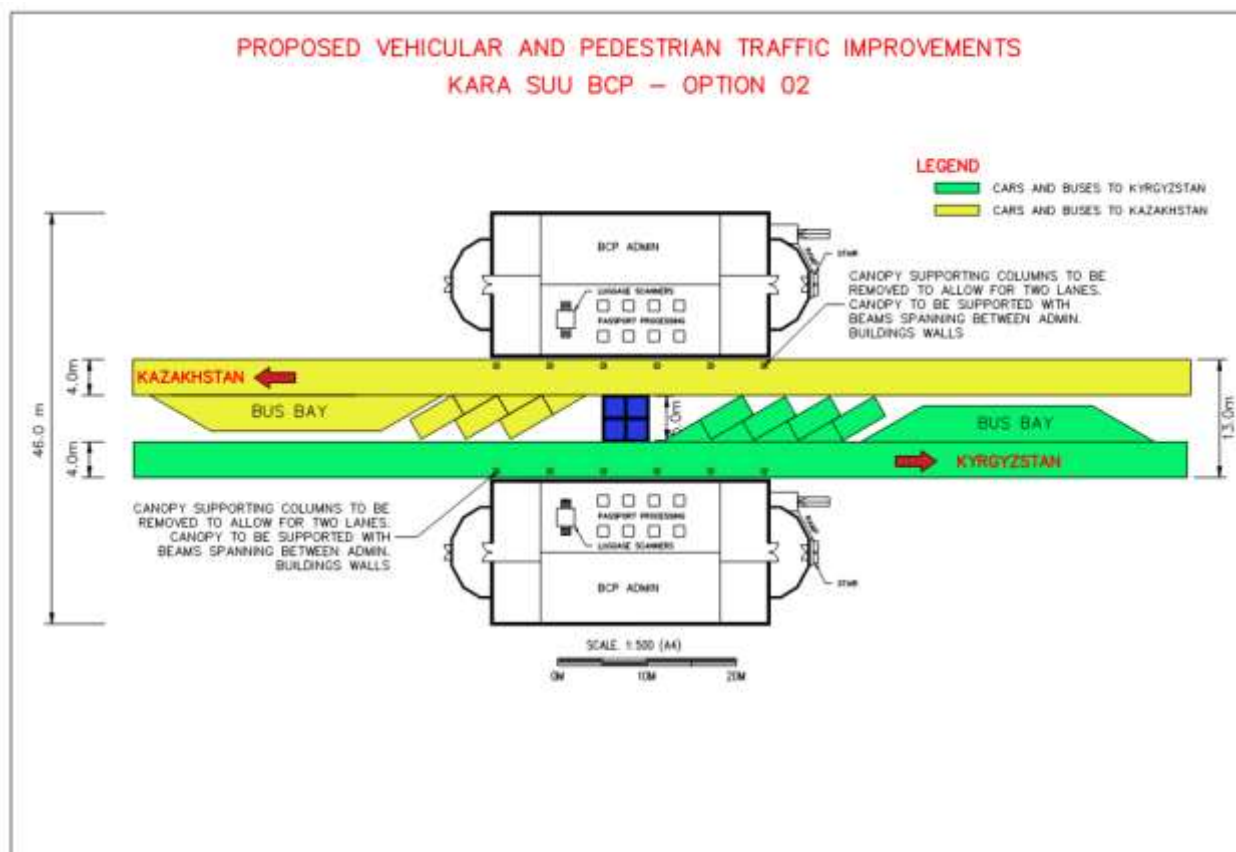 PROPOSED VEHICULAR AND PEDESTRIAN TRAFFIC IMPROVEMENTS
KARA SUU BCP – OPTION 02
LEGEND
CARS AND BUSES TO KYRGYZSTAN
CARS AND BUSES TO KAZAKHSTAN
BCP ADMIN
RAMP
STAIR
LUGGAGE SCANNERS
PASSPORT PROCESSING
CANOPY SUPPORTING COLUMNS TO BE
REMOVED TO ALLOW FOR TWO LANES.
CANOPY TO BE SUPPORTED WITH
BEAMS SPANNING BETWEEN ADMIN.
BUILDINGS WALLS
46.0 m
4.0m
KAZAKHSTAN
BUS BAY
BUS BAY
13.0m
4.0m
KYRGYZSTAN
CANOPY SUPPORTING COLUMNS TO BE
REMOVED TO ALLOW FOR TWO LANES.
CANOPY TO BE SUPPORTED WITH
BEAMS SPANNING BETWEEN ADMIN.
BUILDINGS WALLS
PASSPORT PROCESSING
LUGGAGE SCANNERS
RAMP
STAIR
BCP ADMIN
SCALE. 1:500 (A4)
0M 10M 20M